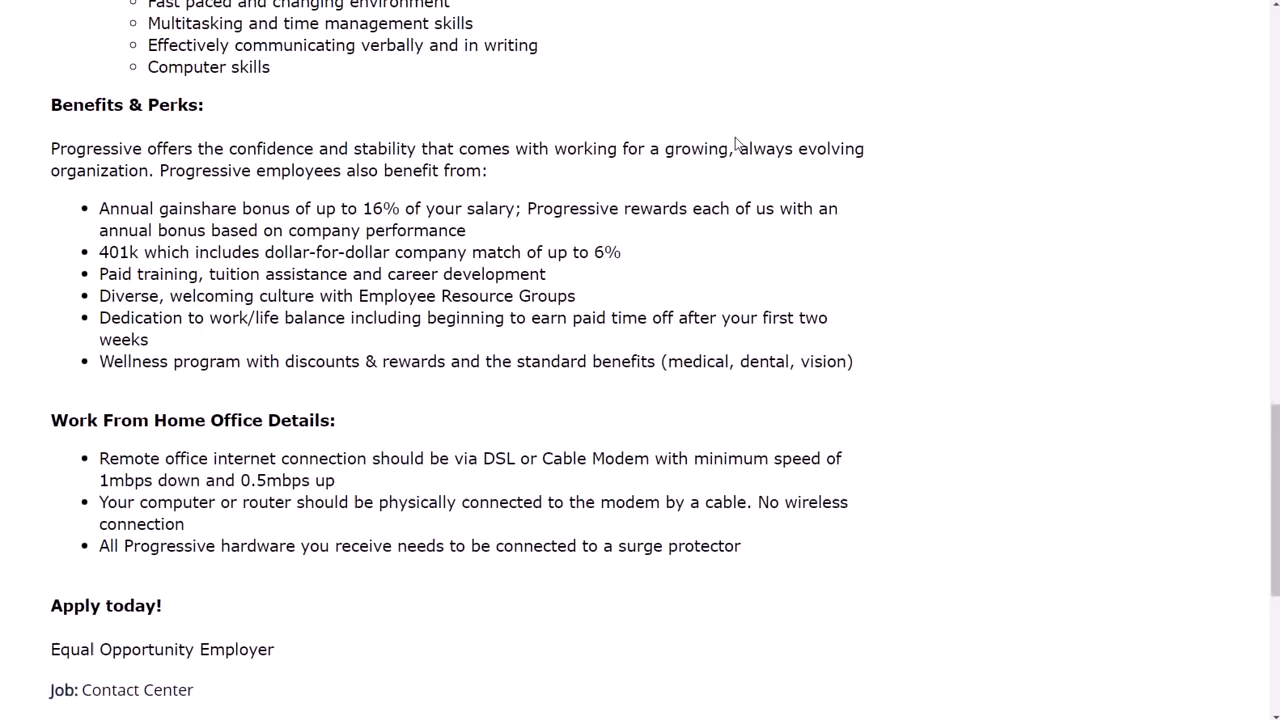 Fast paced and changing environment
Multitasking and time management skills
Effectively communicating verbally and in writing
Computer skills
Benefits & Perks:
Progressive offers the confidence and stability that comes with working for a growing, always evolving
organization. Progressive employees also benefit from:
Annual gainshare bonus of up to 16% of your salary; Progressive rewards each of us with an
annual bonus based on company performance
401k which includes dollar-for-dollar company match of up to 6%
Paid training, tuition assistance and career development
Diverse, welcoming culture with Employee Resource Groups
Dedication to work/life balance including beginning to earn paid time off after your first two
weeks
Wellness program with discounts & rewards and the standard benefits (medical, dental, vision)
Work From Home Office Details:
Remote office internet connection should be via DSL or Cable Modem with minimum speed of
1mbps down and 0.5mbps up
Your computer or router should be physically connected to the modem by a cable. No wireless
connection
All Progressive hardware you receive needs to be connected to a surge protector
Apply today!
Equal Opportunity Employer
Job: Contact Center